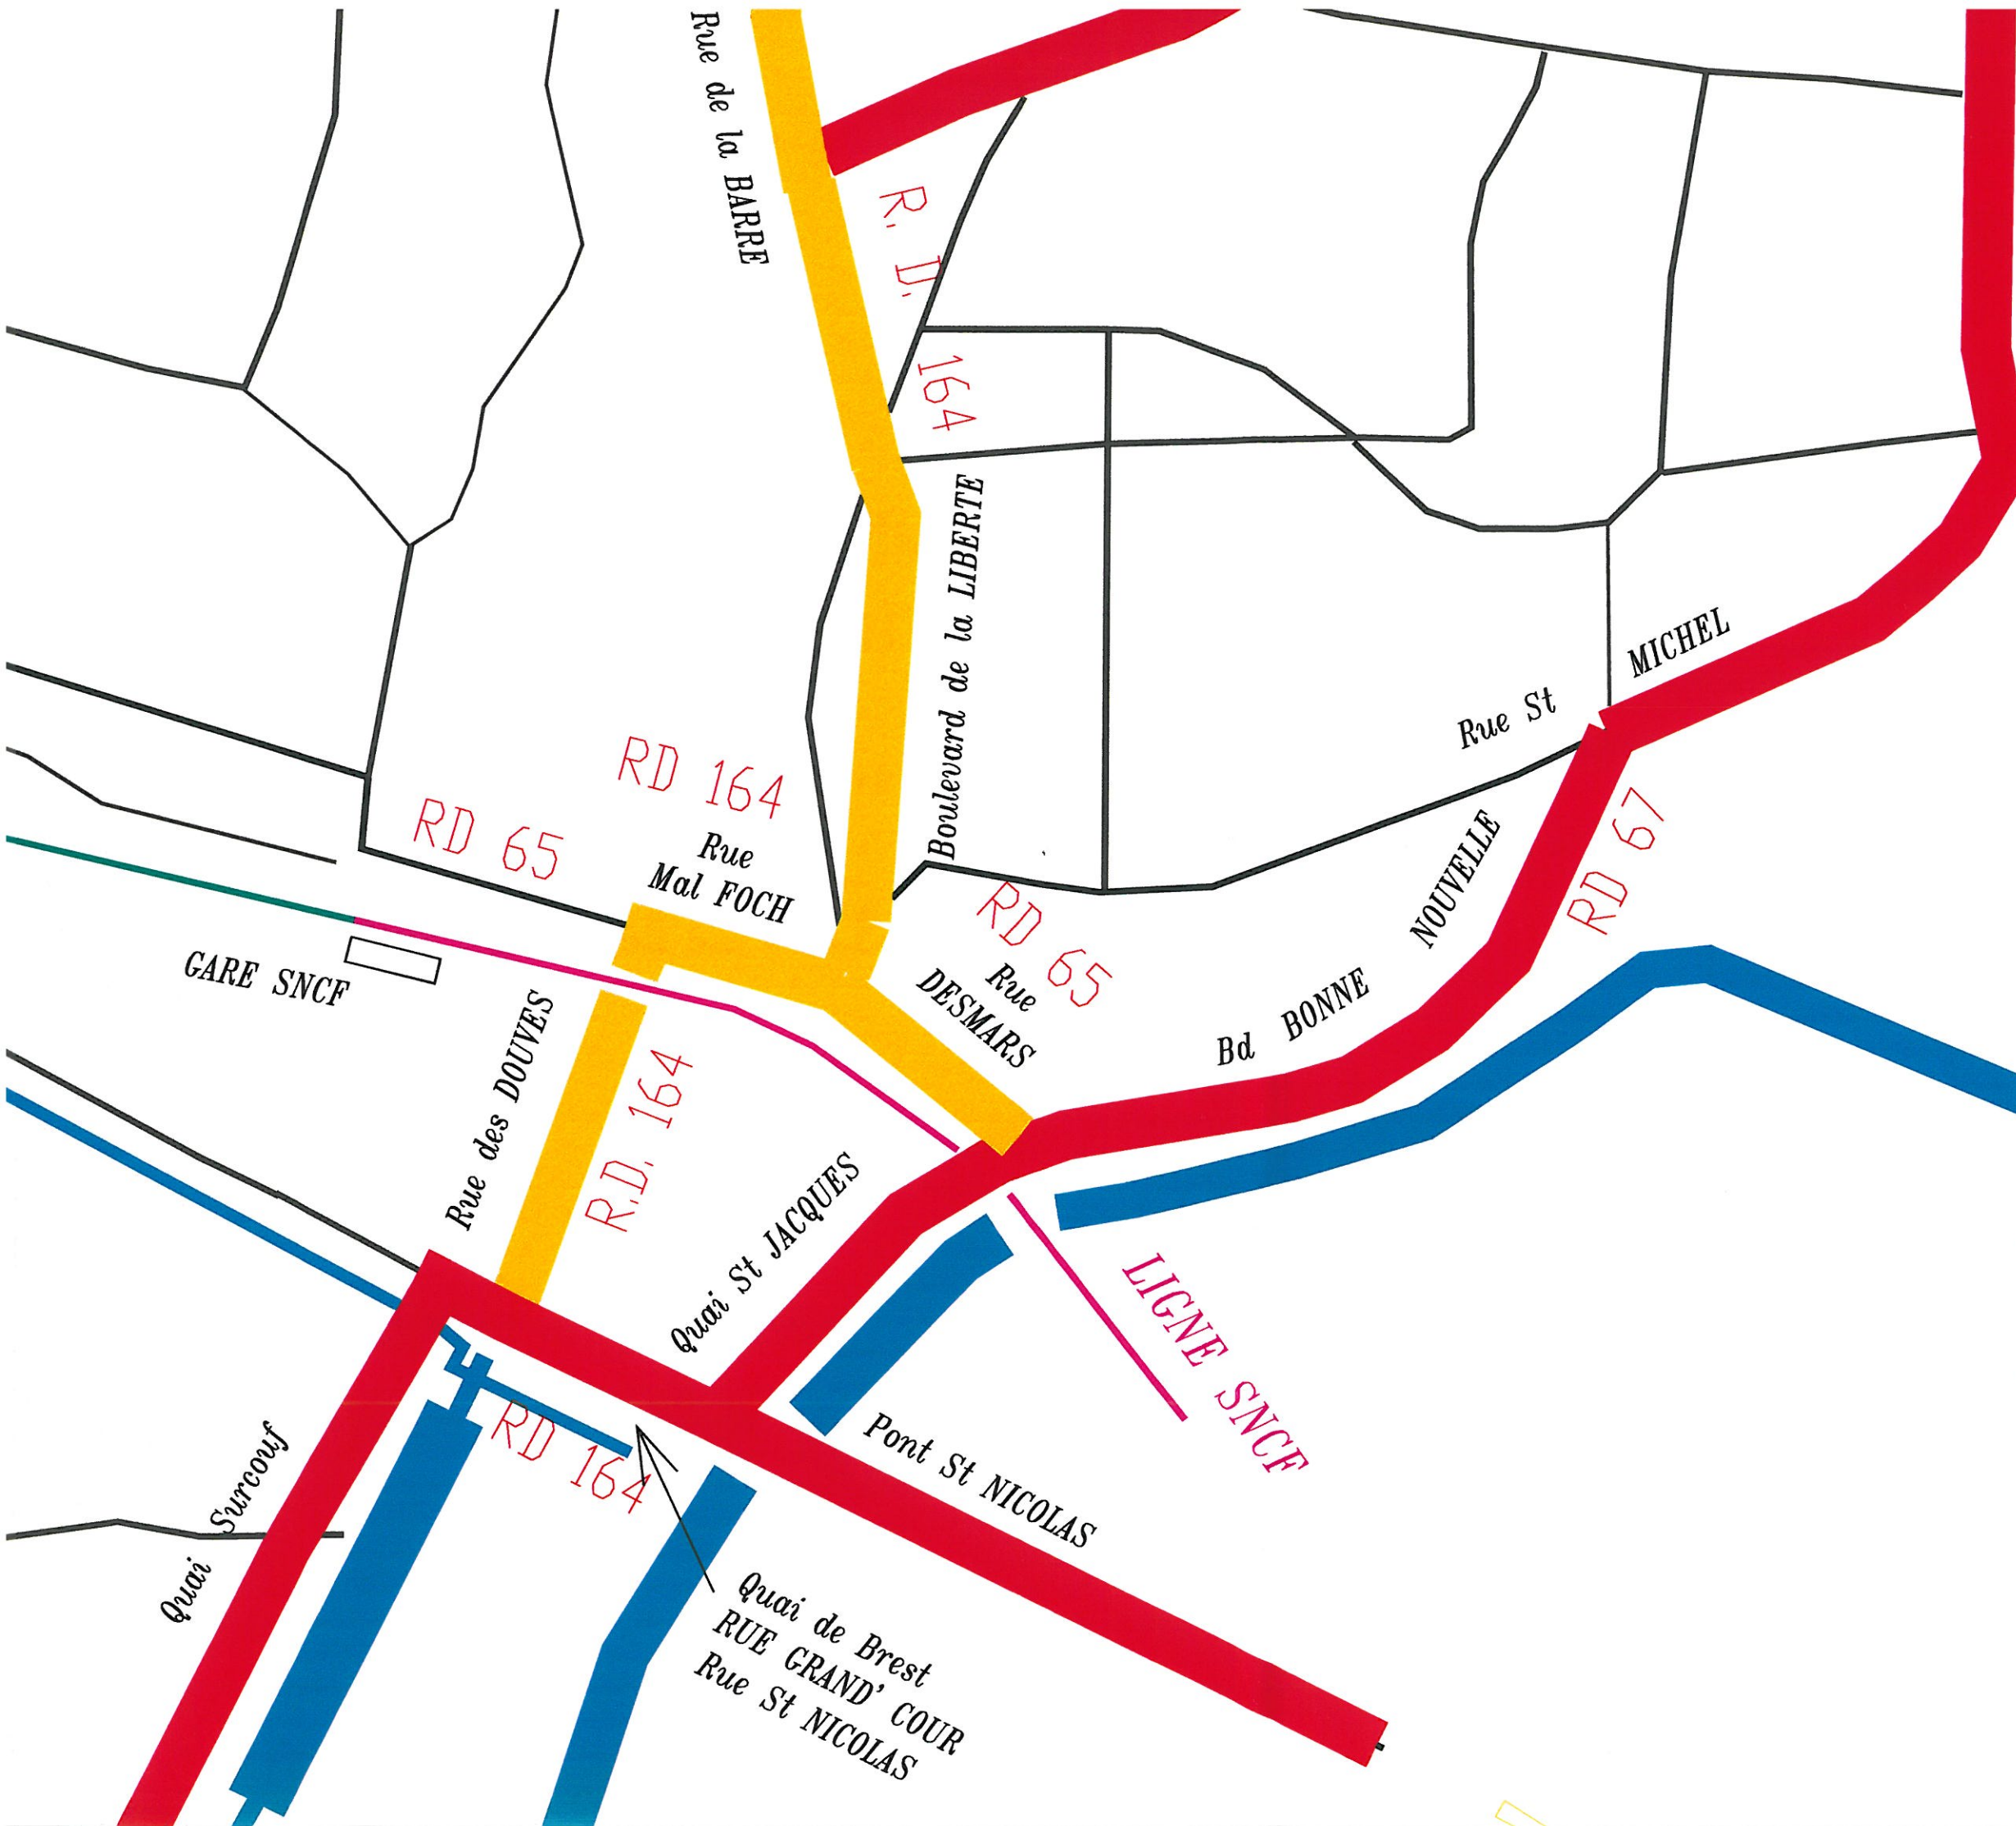 Rue de la BARRE
R. D. 164
Boulevard de la LIBERTE
Rue St MICHEL
RD 164
RD 65
Rue
Mal FOCH
RD 65
Rue
DESMARS
RD 67
Bd BONNE NOUVELLE
GARE SNCF
Rue des DOUVES
R.D. 164
Quai St JACQUES
LIGNE SNCF
RD 164
Pont St NICOLAS
Quai Surcouf
Quai de Brest
RUE GRAND' COUR
Rue St NICOLAS